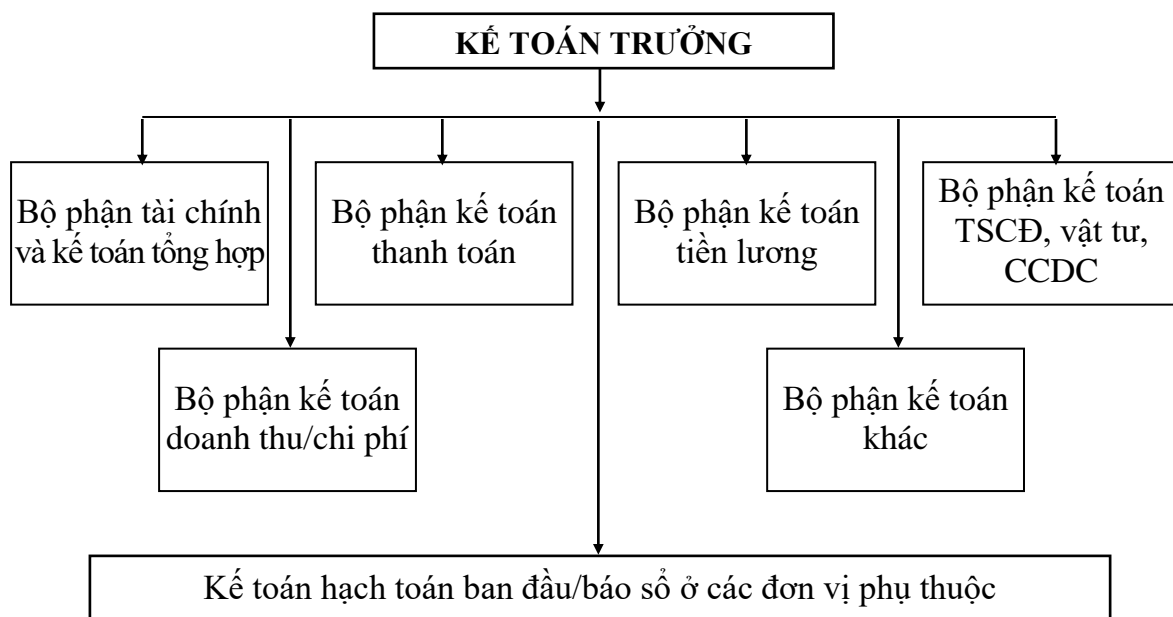 KẾ TOÁN TRƯỞNG
Bộ phận tài chính
và kế toán tổng hợp
Bộ phận kế toán
thanh toán
Bộ phận kế toán
tiền lương
Bộ phận kế toán
TSCĐ, vật tư,
CCDC
Bộ phận kế toán
doanh thu/chi phí
Bộ phận kế toán
khác
Kế toán hạch toán ban đầu/báo sổ ở các đơn vị phụ thuộc